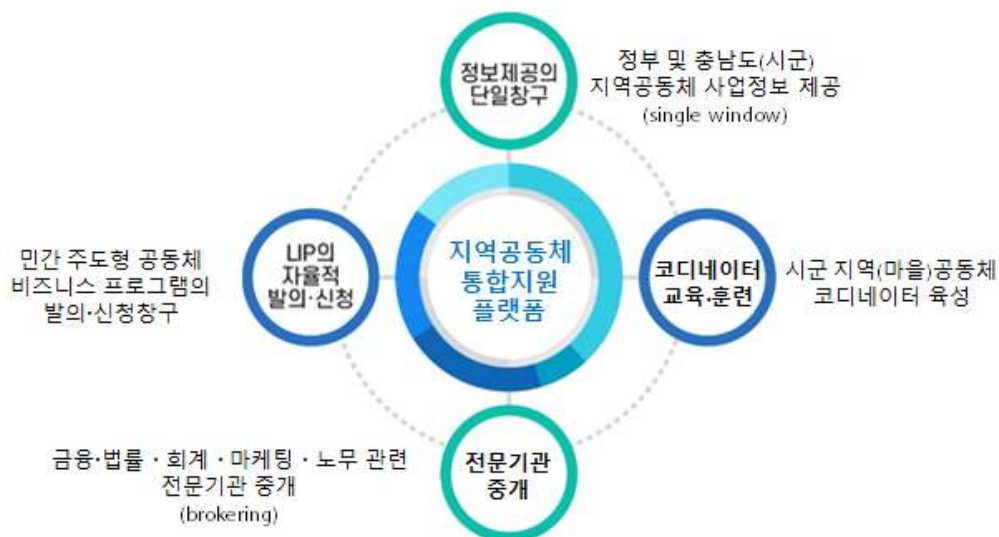 정보제공의
단일창구
정부 및 충남도(시군)
지역공동체 사업정보 제공
(single window)
민간 주도형 공동체
비즈니스 프로그램의
발의·신청창구
LIP의
자율적
발의·신청
지역공동체
통합지원
플랫폼
코디네이터
교육·훈련
시군 지역(마을)공동체
코디네이터 육성
금융·법률·회계·마케팅·노무 관련
전문기관 중개
(brokering)
전문기관
중개